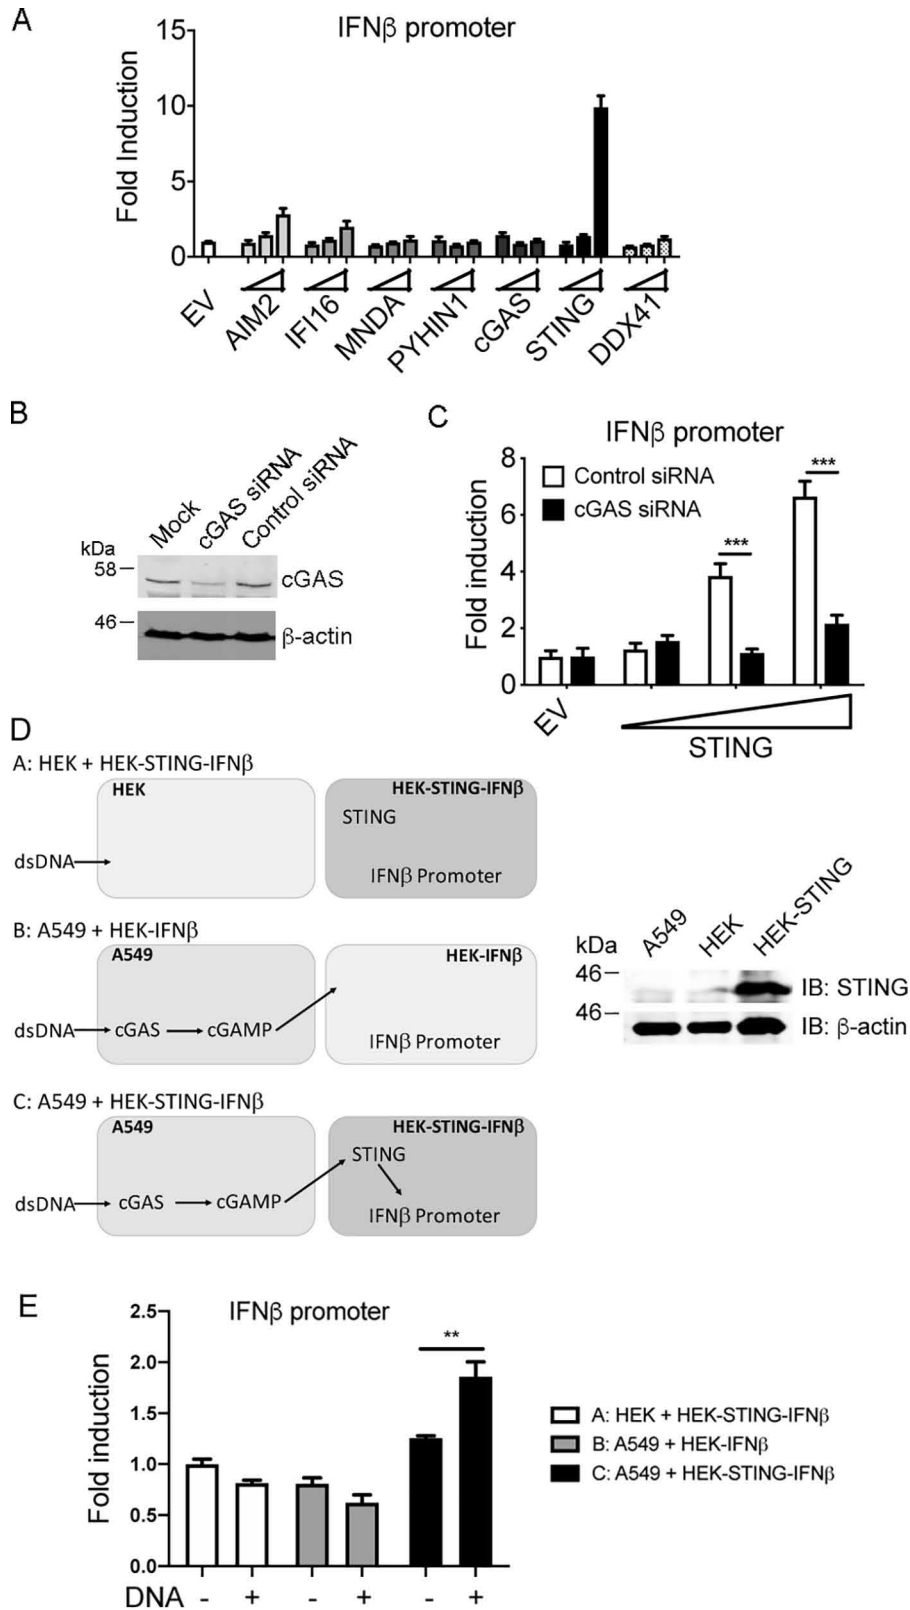 A
IFNβ promoter
Fold Induction
15
10
5
0
EV
AIM2
IFI16
MNDA
PYHIN1
cGAS
STING
DDX41
B
Mock
cGAS siRNA
Control siRNA
kDa
58
cGAS
46
β-actin
C
IFNβ promoter
Fold induction
8
6
4
2
0
Control siRNA
cGAS siRNA
***
***
EV
STING
D
A: HEK + HEK-STING-IFNβ
HEK
HEK-STING-IFNβ
STING
dsDNA
IFNβ Promoter
B: A549 + HEK-IFNβ
A549
HEK-IFNβ
dsDNA
cGAS
cGAMP
IFNβ Promoter
C: A549 + HEK-STING-IFNβ
A549
HEK-STING-IFNβ
STING
dsDNA
cGAS
cGAMP
IFNβ Promoter
A549
HEK
HEK-STING
kDa
46
IB: STING
46
IB: β-actin
E
IFNβ promoter
Fold induction
2.5
2.0
1.5
1.0
0.5
0.0
**
DNA - + - + - +
A: HEK + HEK-STING-IFNβ
B: A549 + HEK-IFNβ
C: A549 + HEK-STING-IFNβ